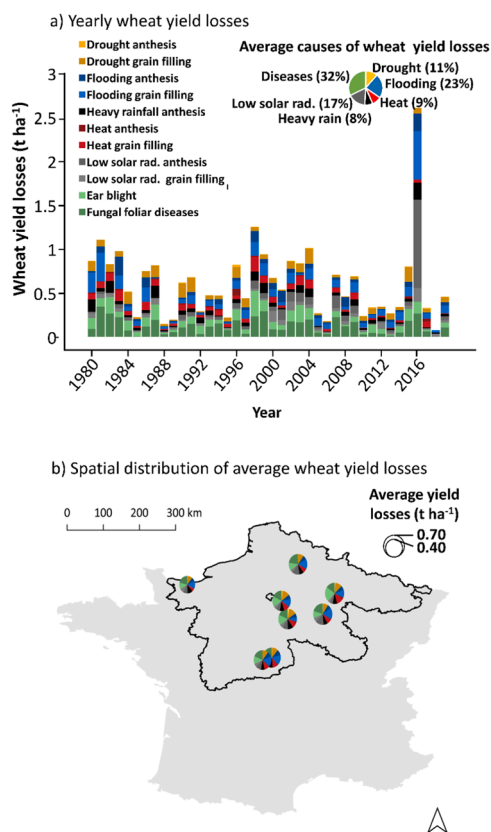 a) Yearly wheat yield losses
Drought anthesis
Drought grain filling
Flooding anthesis
Flooding grain filling
Heavy rainfall anthesis
Heat anthesis
Heat grain filling
Low solar rad. anthesis
Low solar rad. grain filling
Ear blight
Fungal foliar diseases
Average causes of wheat yield losses
Diseases (32%)
Drought (11%)
Flooding (23%)
Low solar rad. (17%)
Heat (9%)
Heavy rain (8%)
Wheat yield losses (t ha-1)
3
2.5
2
1.5
1
0.5
0
1980
1984
1988
1992
1996
2000
2004
2008
2012
2016
Year
b) Spatial distribution of average wheat yield losses
0 100 200 300 km
Average yield
losses (t ha-1)
0.70
0.40